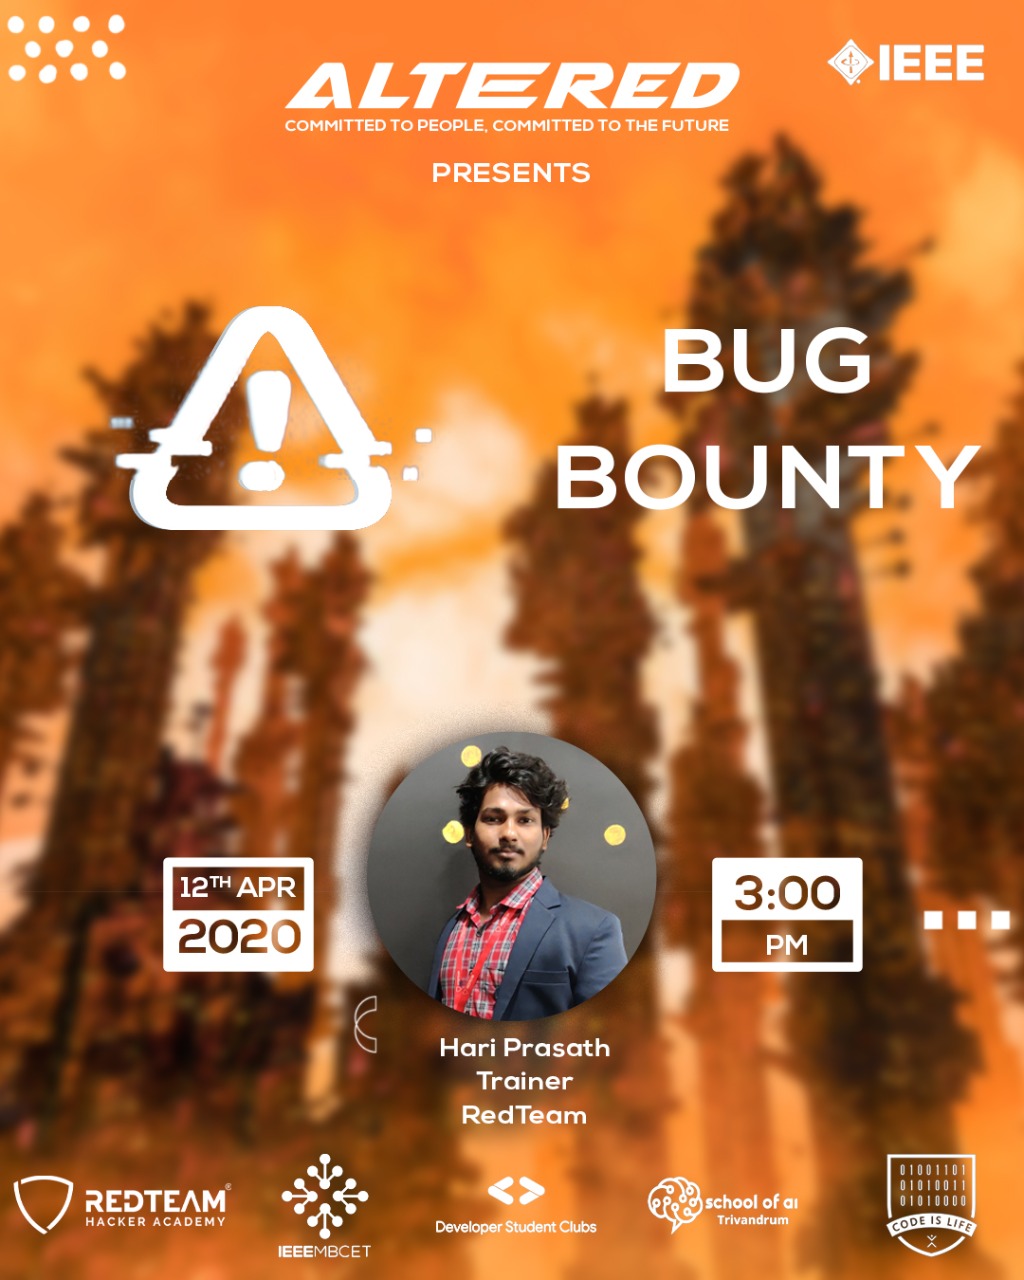 ALTERED
COMMITTED TO PEOPLE, COMMITTED TO THE FUTURE
IEEE
PRESENTS
BUG
BOUNTY
12TH APR
2020
3:00
PM
Hari Prasath
Trainer
RedTeam
REDTEAM®
HACKER ACADEMY
IEEEMBCET
Developer Student Clubs
school of ai
Trivandrum
01001101
01010011
01010000
CODE IS LIFE